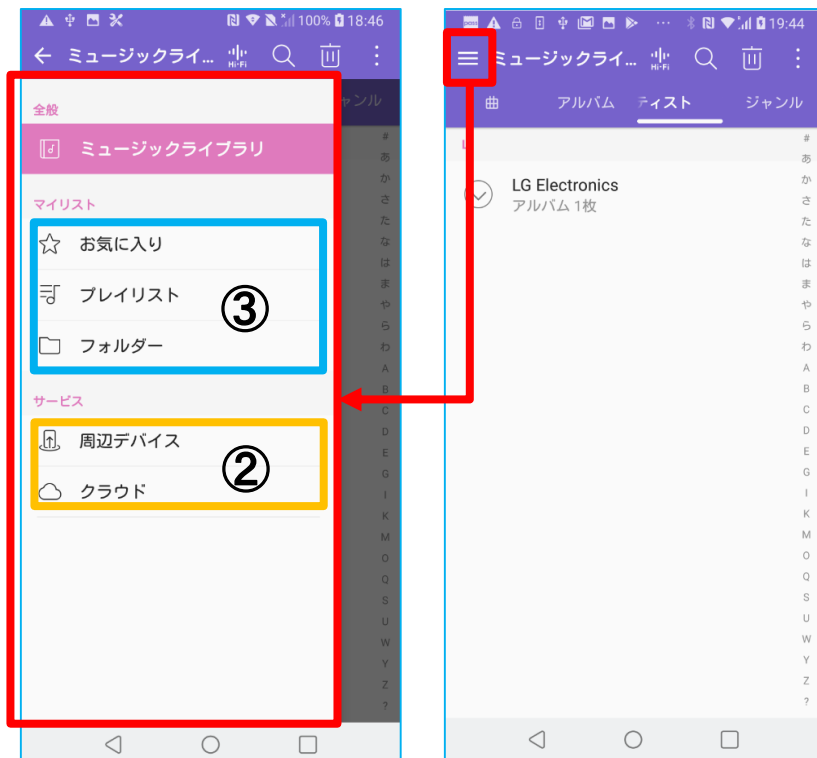 100% 18:46
ミュージックライ...
Hi-Fi
ャンル
全般
ミュージックライブラリ
マイリスト
お気に入り
プレイリスト
フォルダー
③
サービス
周辺デバイス
クラウド
②
#
あ
か
さ
た
な
は
ま
や
ら
わ
A
B
C
D
E
G
I
K
M
O
Q
S
U
W
Y
Z
?
pass
19:44
ミュージックライ...
Hi-Fi
曲
アルバム
ティスト
ジャンル
L
LG Electronics
アルバム 1枚
#
あ
か
さ
た
な
は
ま
や
ら
わ
A
B
C
D
E
G
I
K
M
O
Q
S
U
W
Y
Z
?